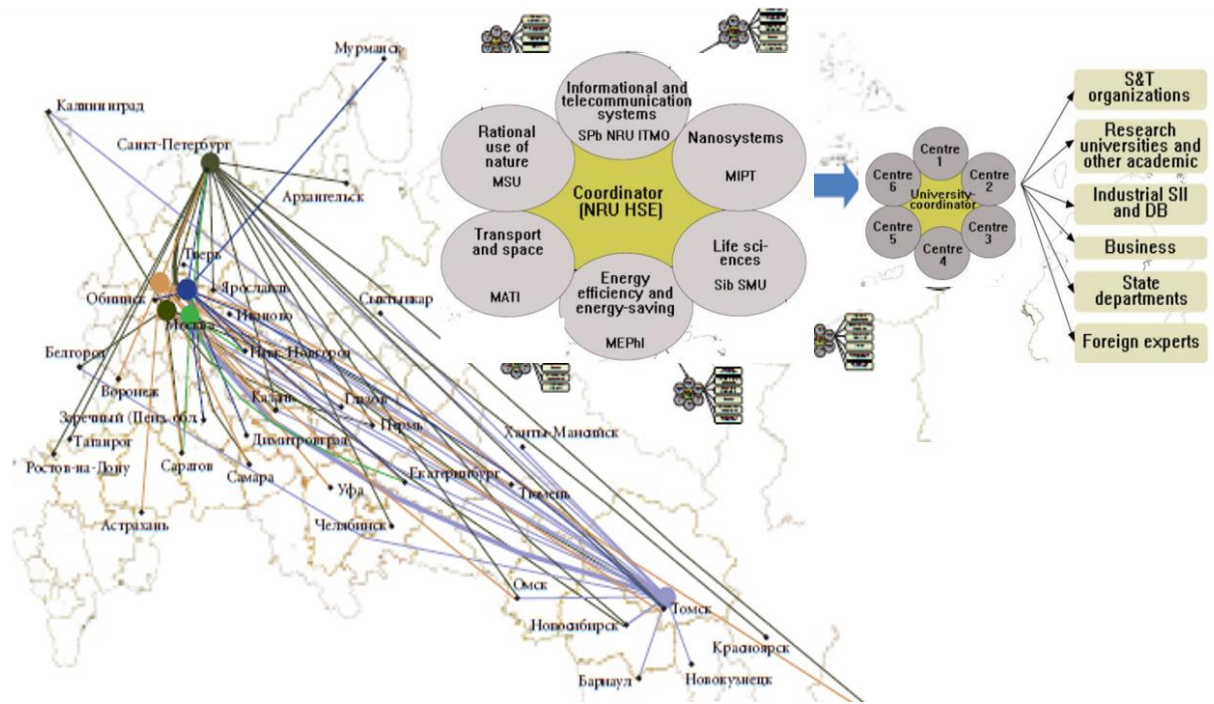 Мурманск
Калининград
Санкт-Петербург
Архангельск
Тверь
Обнинск
Ярославль
Сыктывкар
Москва
Иваново
Ниж. Новгород
Белгород
Воронеж
Казань
Глазов
Заречный (Пенз. обл.
Пермь
Таганрог
Димитровград
Ханты-Мансийск
Ростов-на-Дону
Саратов
Самара
Екатеринбург
Уфа
Тюмень
Астрахань
Челябинск
Омск
Томск
Новосибирск
Красноярск
Барнаул
Новокузнецк
Informational and
telecommunication
systems
SPb NRU ITMO
Rational
use of
nature
MSU
Nanosystems
MIPT
Coordinator
(NRU HSE)
Transport
and space
MATI
Life sci-
ences
Sib SMU
Energy
efficiency and
energy-saving
MEPhI
Centre
1
Centre
6
Centre
2
University-
coordinator
Centre
5
Centre
3
Centre
4
S&T
organizations
Research
universities and
other academic
Industrial SII
and DB
Business
State
departments
Foreign experts